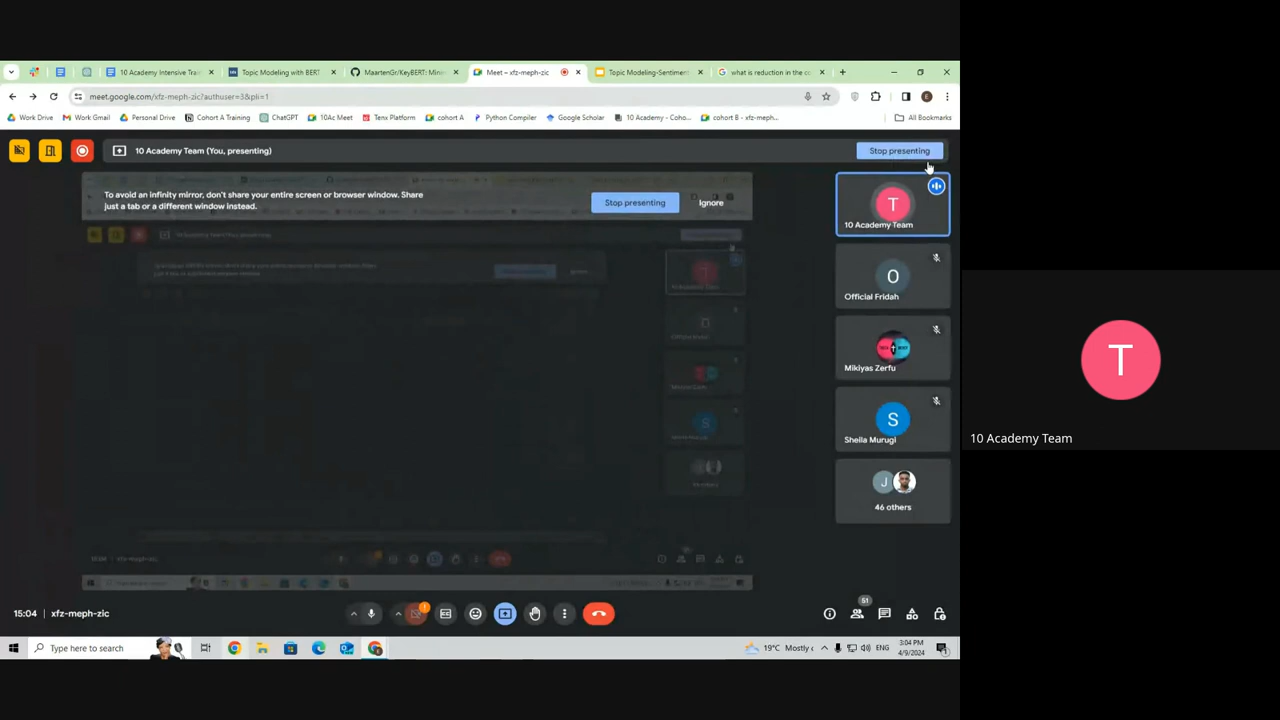 10 Academy Intensive Trai
Topic Modeling with BERT
MaartenGr/KeyBERT: Minim
Meet – xfz-meph-zic
Topic Modeling-Sentiment
what is reduction in the co
meet.google.com/xfz-meph-zic?authuser=3&pli=1
Work Drive
Work Gmail
Personal Drive
Cohort A Training
ChatGPT
10Ac Meet
Tenx Platform
cohort A
Python Compiler
Google Scholar
10 Academy - Coho...
cohort B - xfz-meph...
All Bookmarks
10 Academy Team (You, presenting)
Stop presenting
To avoid an infinity mirror, don't share your entire screen or browser window. Share
just a tab or a different window instead.
Stop presenting
Ignore
T
10 Academy Team
O
Official Fridah
Mikiyas Zerfu
S
Sheila Murugi
J
46 others
T
10 Academy Team
15:04 | xfz-meph-zic
51
Type here to search
19°C Mostly c
ENG
3:04 PM
4/9/2024